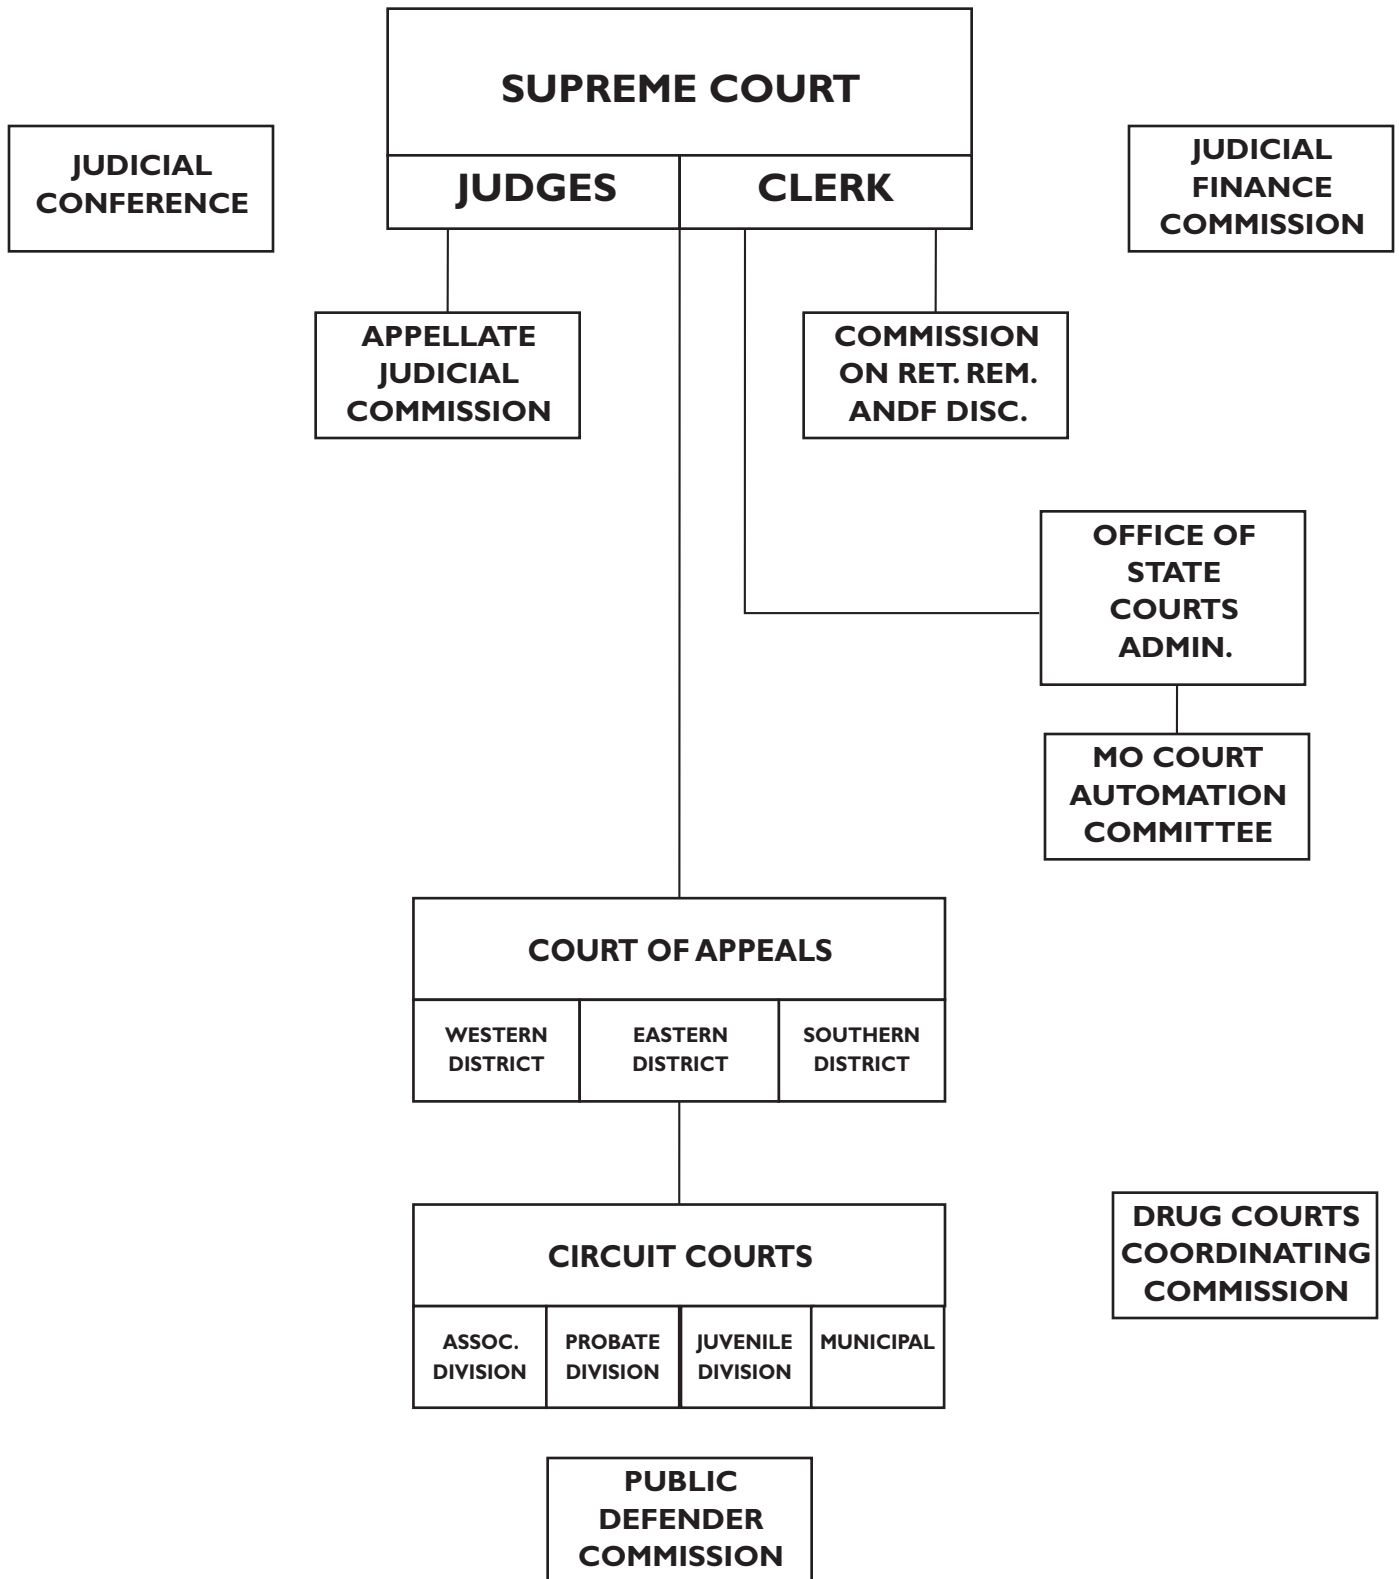 SUPREME COURT
JUDGES
CLERK
JUDICIAL
CONFERENCE
JUDICIAL
FINANCE
COMMISSION
APPELLATE
JUDICIAL
COMMISSION
COMMISSION
ON RET. REM.
ANDF DISC.
OFFICE OF
STATE
COURTS
ADMIN.
MO COURT
AUTOMATION
COMMITTEE
COURT OF APPEALS
WESTERN
DISTRICT
EASTERN
DISTRICT
SOUTHERN
DISTRICT
CIRCUIT COURTS
ASSOC.
DIVISION
PROBATE
DIVISION
JUVENILE
DIVISION
MUNICIPAL
DRUG COURTS
COORDINATING
COMMISSION
PUBLIC
DEFENDER
COMMISSION